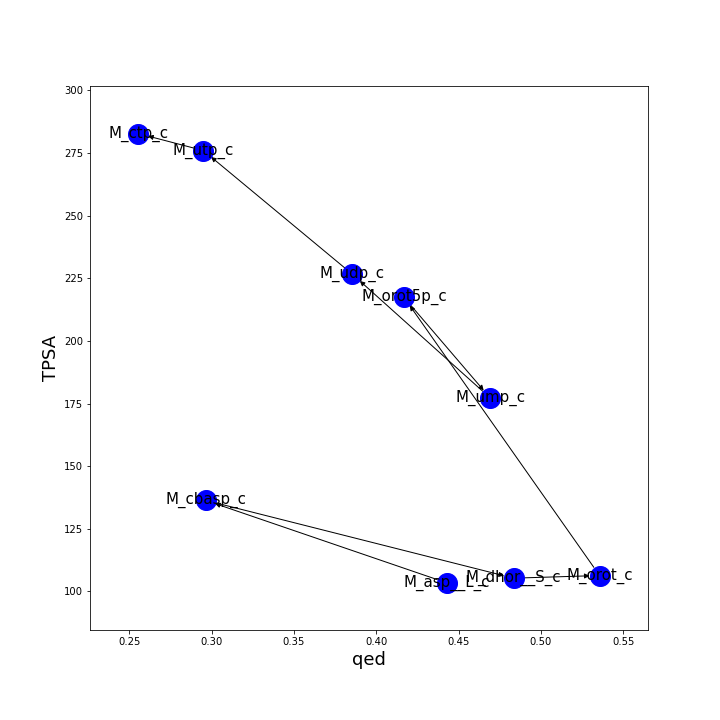 300
M_ctp_c
M_utp_c
275
250
M_udp_c
225
M_orot5p_c
TPSA
200
M_ump_c
175
150
M_cbasp_c
125
M_asp__L_c
M_dhor__S_c
M_orot_c
100
0.25 0.30 0.35 0.40 0.45 0.50 0.55
qed